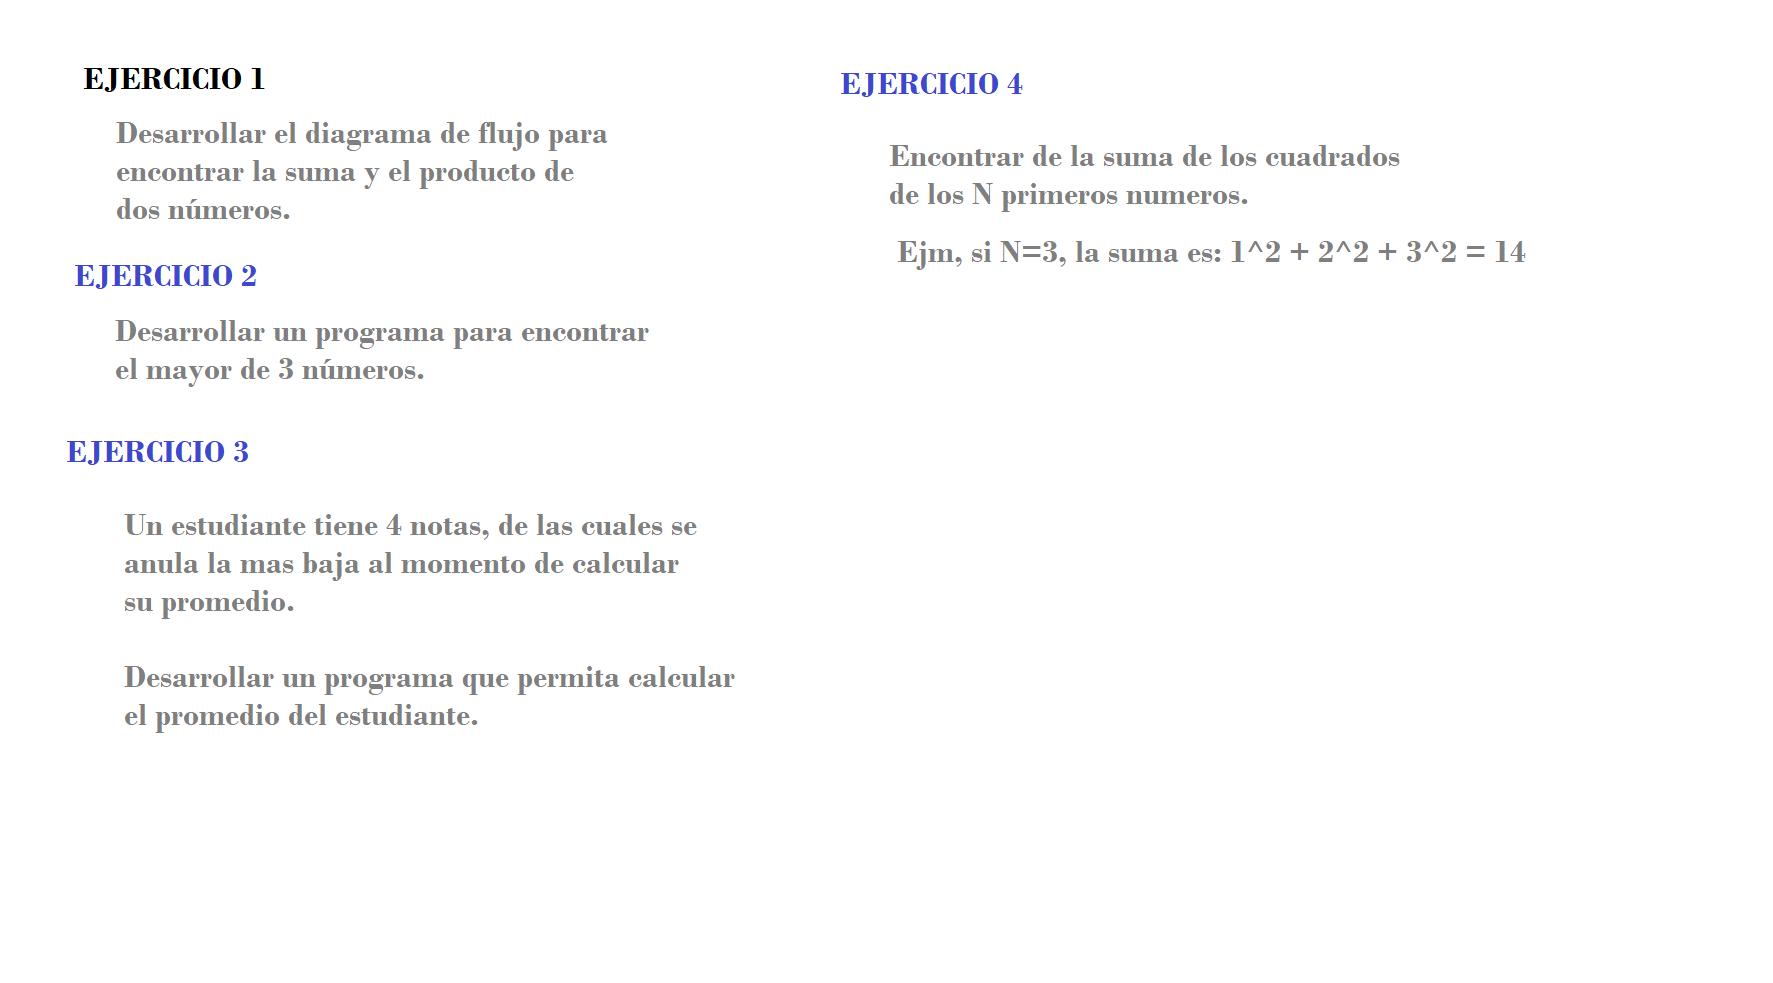 EJERCICIO 1
Desarrollar el diagrama de flujo para
encontrar la suma y el producto de
dos números.
EJERCICIO 2
Desarrollar un programa para encontrar
el mayor de 3 números.
EJERCICIO 3
Un estudiante tiene 4 notas, de las cuales se
anula la mas baja al momento de calcular
su promedio.
Desarrollar un programa que permita calcular
el promedio del estudiante.
EJERCICIO 4
Encontrar de la suma de los cuadrados
de los N primeros numeros.
Ejm, si N=3, la suma es: 1^2 + 2^2 + 3^2 = 14